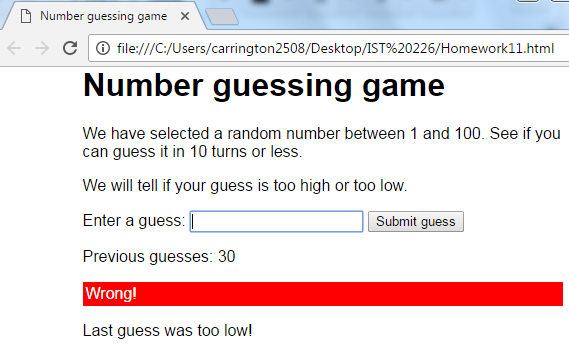 Number guessing game
file:///C:/Users/carrington2508/Desktop/IST%20226/Homework11.html
Number guessing game
We have selected a random number between 1 and 100. See if you
can guess it in 10 turns or less.
We will tell if your guess is too high or too low.
Enter a guess: Submit guess
Previous guesses: 30
Wrong!
Last guess was too low!